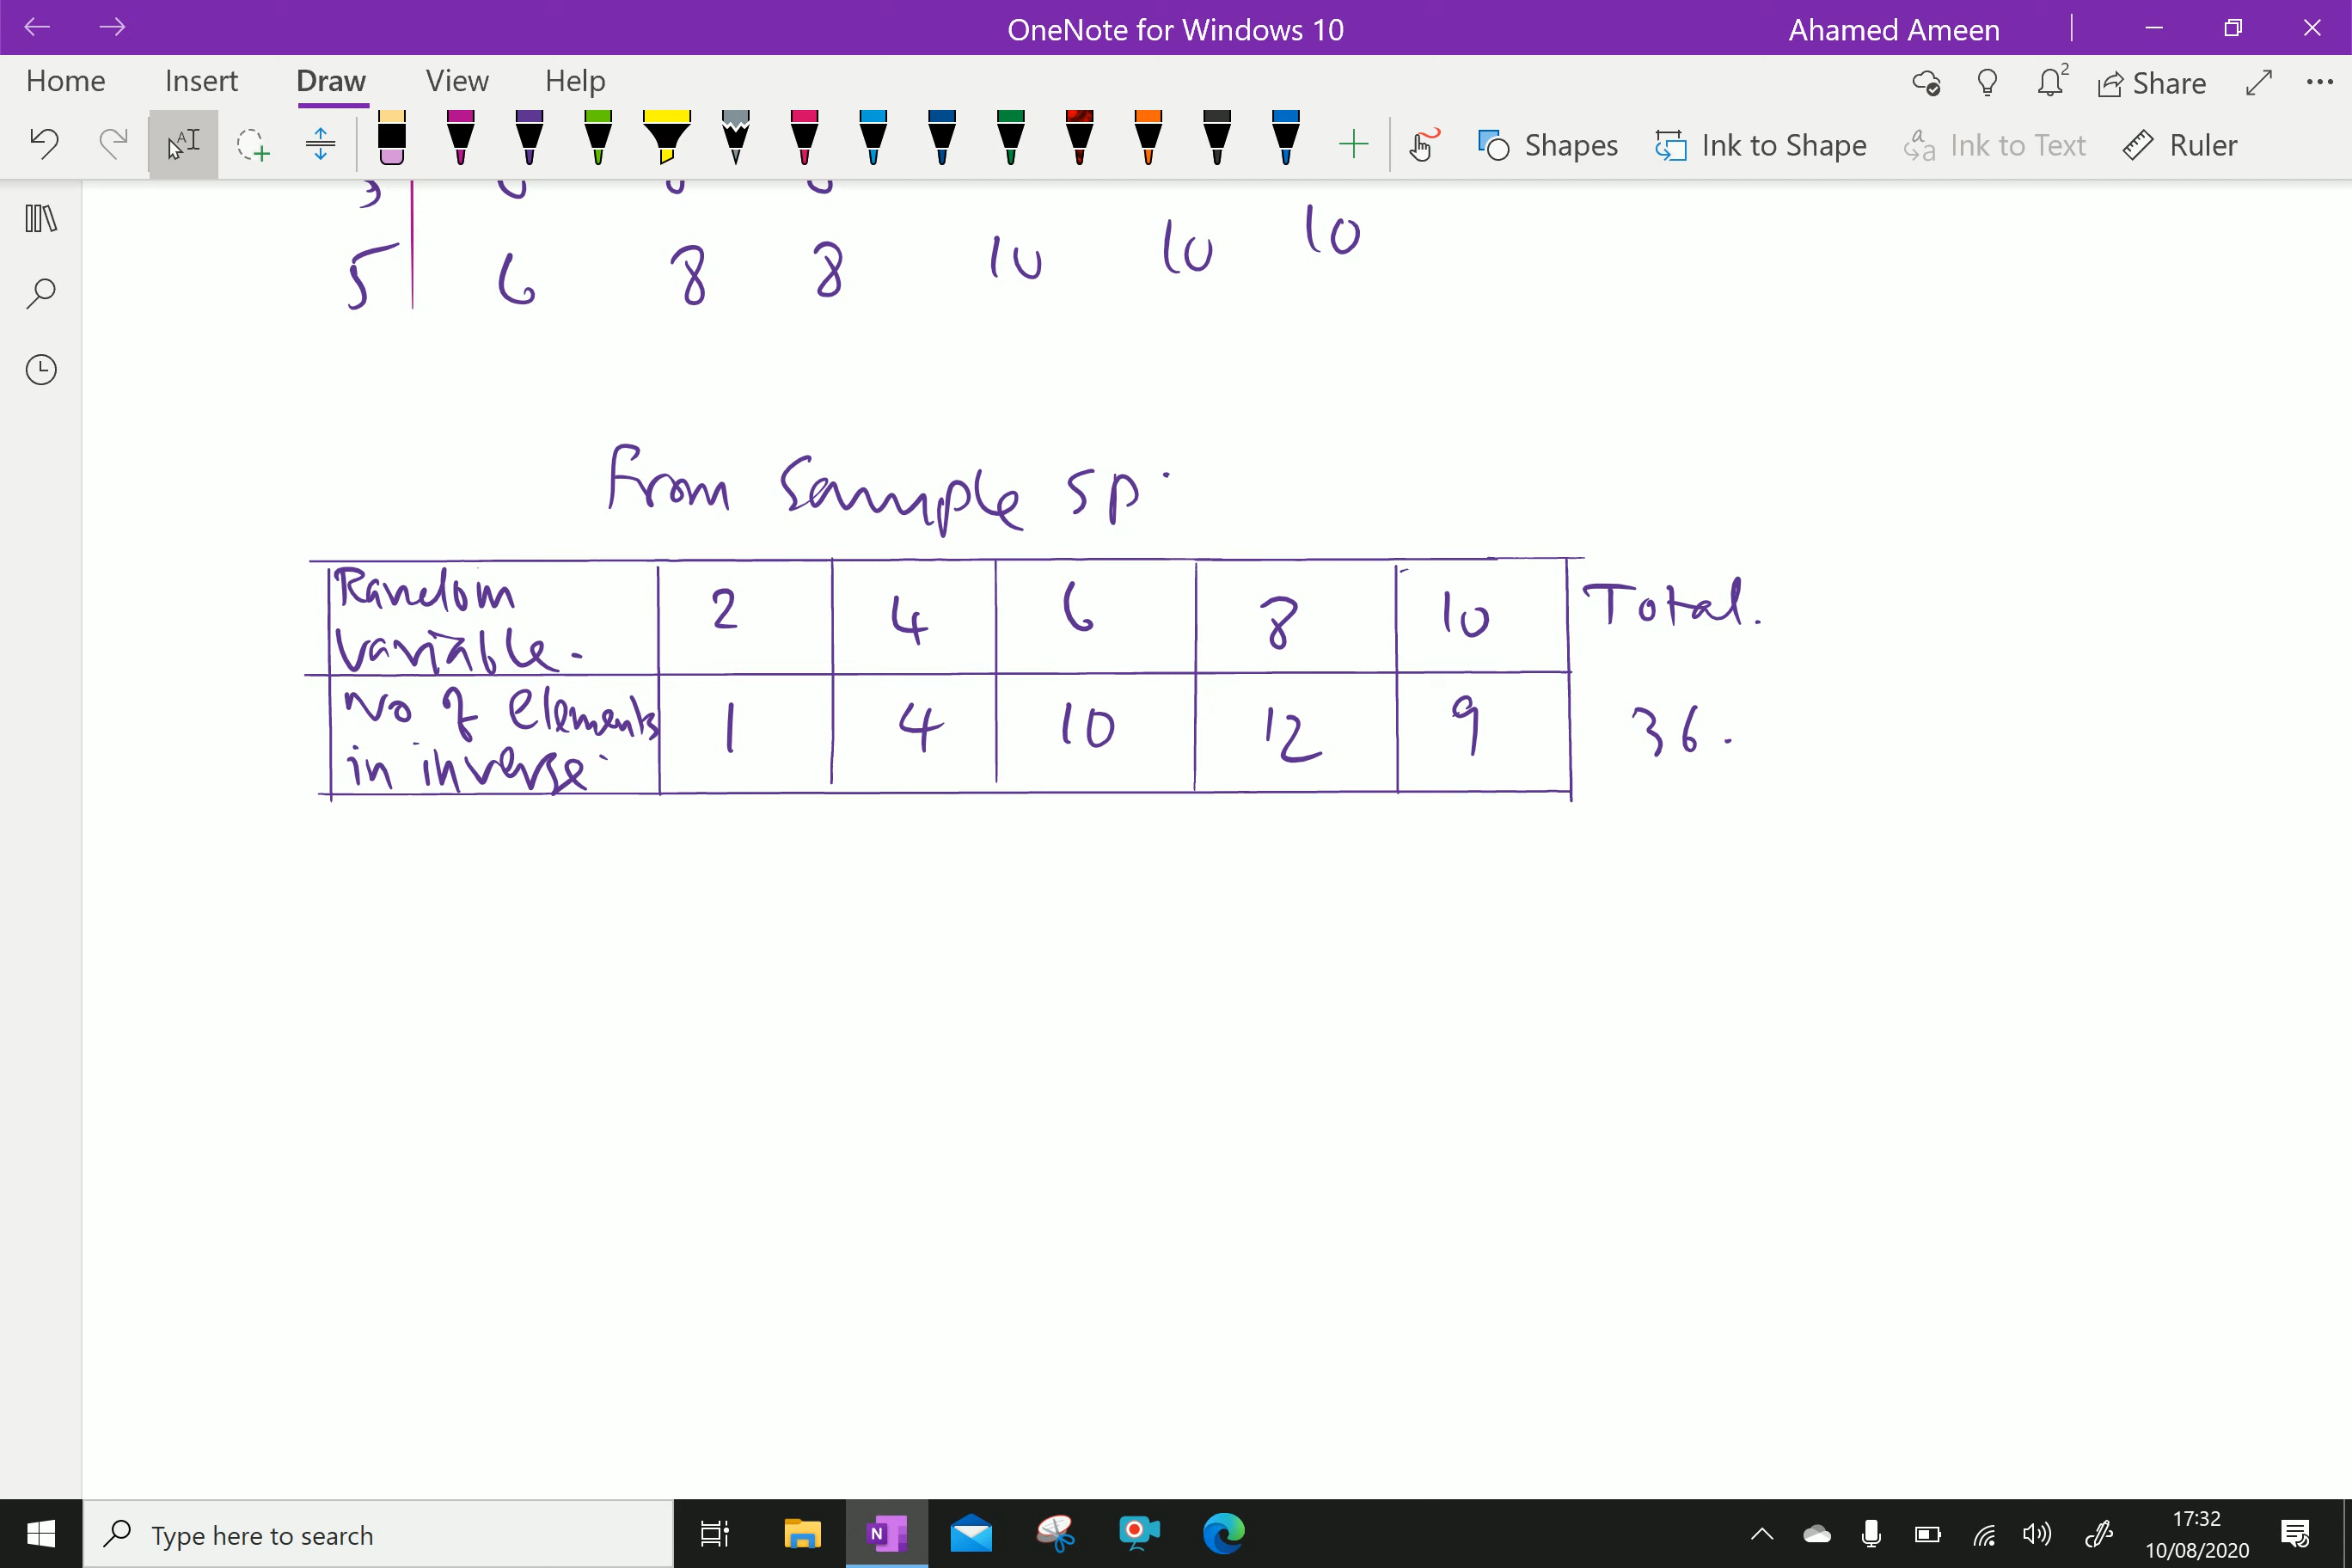 OneNote for Windows 10
Ahamed Ameen
Home Insert Draw View Help
2
Share
Shapes
Ink to Shape
Ink to Text
Ruler
5 6 8 8 10 10 10
From Sample sp.
Random 2 4 6 8 10 Total.
variable.
No of elements 1 4 10 12 9 36.
in inverse.
Type here to search
17:32
10/08/2020